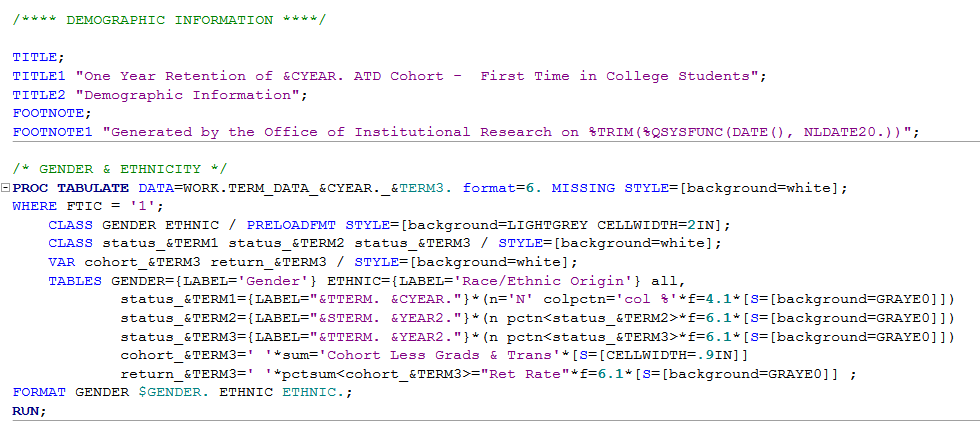 /**** DEMOGRAPHIC INFORMATION ****/
TITLE;
TITLE1 "One Year Retention of &CYEAR. ATD Cohort -  First Time in College Students";
TITLE2 "Demographic Information";
FOOTNOTE;
FOOTNOTE1 "Generated by the Office of Institutional Research on %TRIM(%QSYSFUNC(DATE(), NLDATE20.))";
/* GENDER & ETHNICITY */
PROC TABULATE DATA=WORK.TERM_DATA_&CYEAR._&TERM3. format=6. MISSING STYLE=[background=white];
WHERE FTIC = '1';
CLASS GENDER ETHNIC / PRELOADFMT STYLE=[background=LIGHTGREY CELLWIDTH=2IN];
CLASS status_&TERM1 status_&TERM2 status_&TERM3 / STYLE=[background=white];
VAR cohort_&TERM3 return_&TERM3 / STYLE=[background=white];
TABLES GENDER={LABEL='Gender'} ETHNIC={LABEL='Race/Ethnic Origin'} all,
status_&TERM1={LABEL="&TTERM. &CYEAR."}*(n='N' colpctn='col %'*f=4.1*[S=[background=GRAYE0]])
status_&TERM2={LABEL="&STERM. &YEAR2."}*(n pctn<status_&TERM2>*f=6.1*[S=[background=GRAYE0]])
status_&TERM3={LABEL="&TTERM. &YEAR2."}*(n pctn<status_&TERM3>*f=6.1*[S=[background=GRAYE0]])
cohort_&TERM3=' '*sum='Cohort Less Grads & Trans'*[S=[CELLWIDTH=.9IN]]
return_&TERM3=' '*pctsum<cohort_&TERM3>="Ret Rate"*f=6.1*[S=[background=GRAYE0]] ;
FORMAT GENDER $GENDER. ETHNIC ETHNIC.;
RUN;